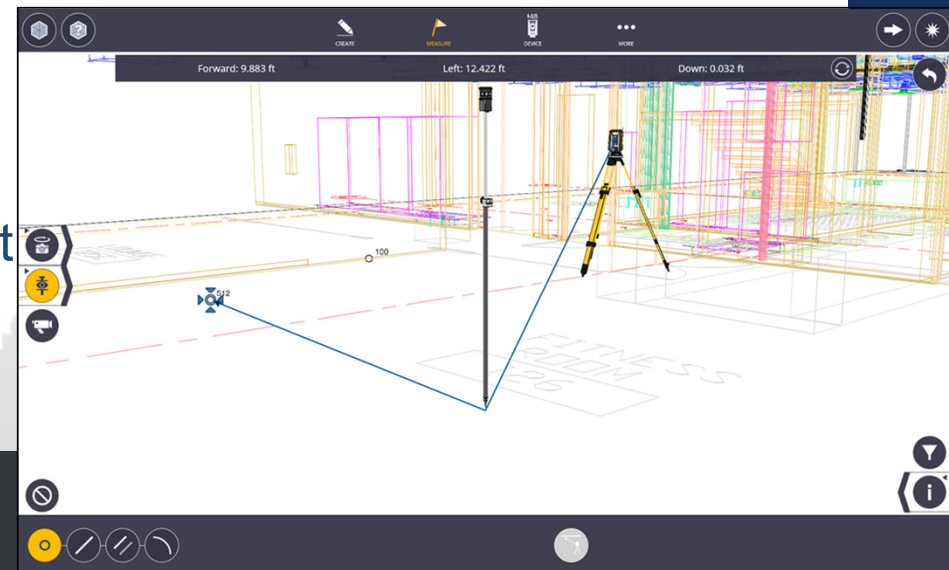 CREATE
MEASURE
DEVICE
MORE
Forward: 9.883 ft
Left: 12.422 ft
Down: 0.032 ft
t
100
512
FITNESS
ROOM
i